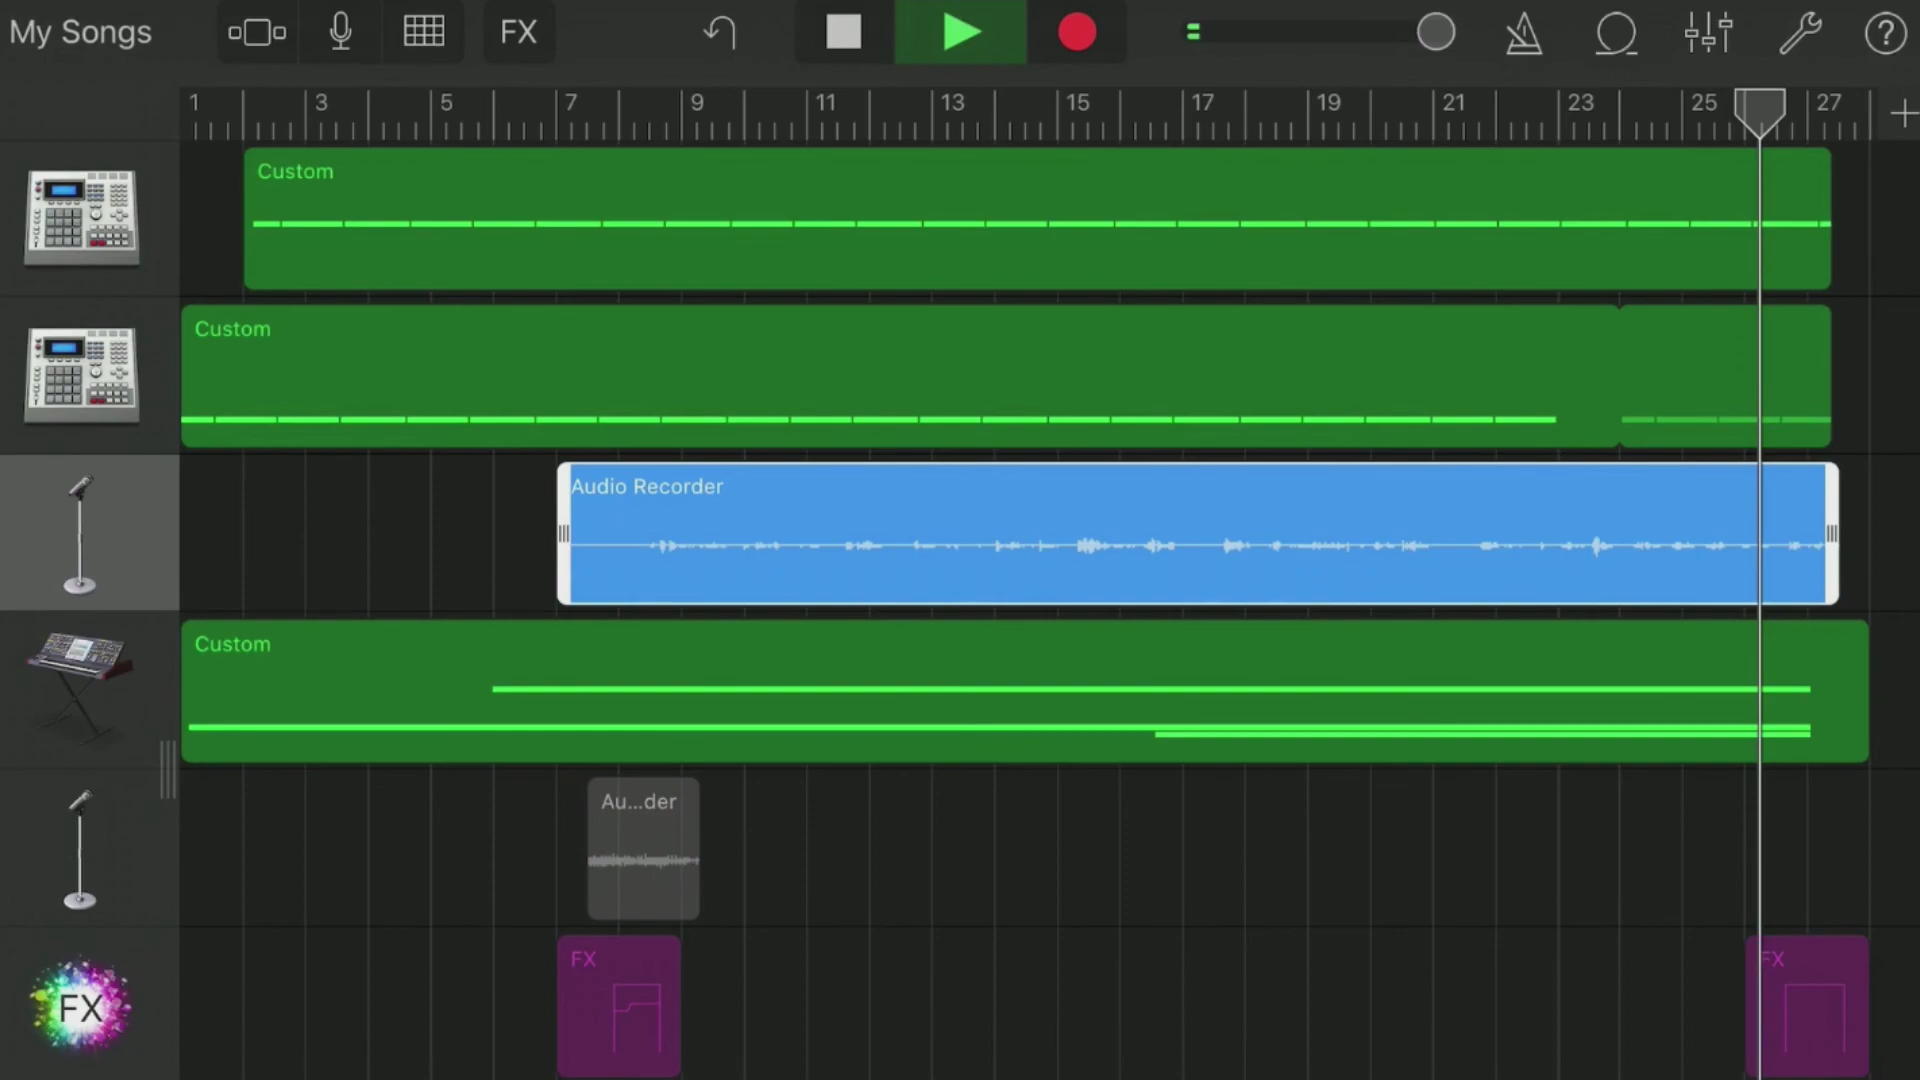 My Songs
FX
?
1 3 5 7 9 11 13 15 17 19 21 23 25 27
Custom
Custom
Audio Recorder
Custom
Au...der
FX
FX
FX